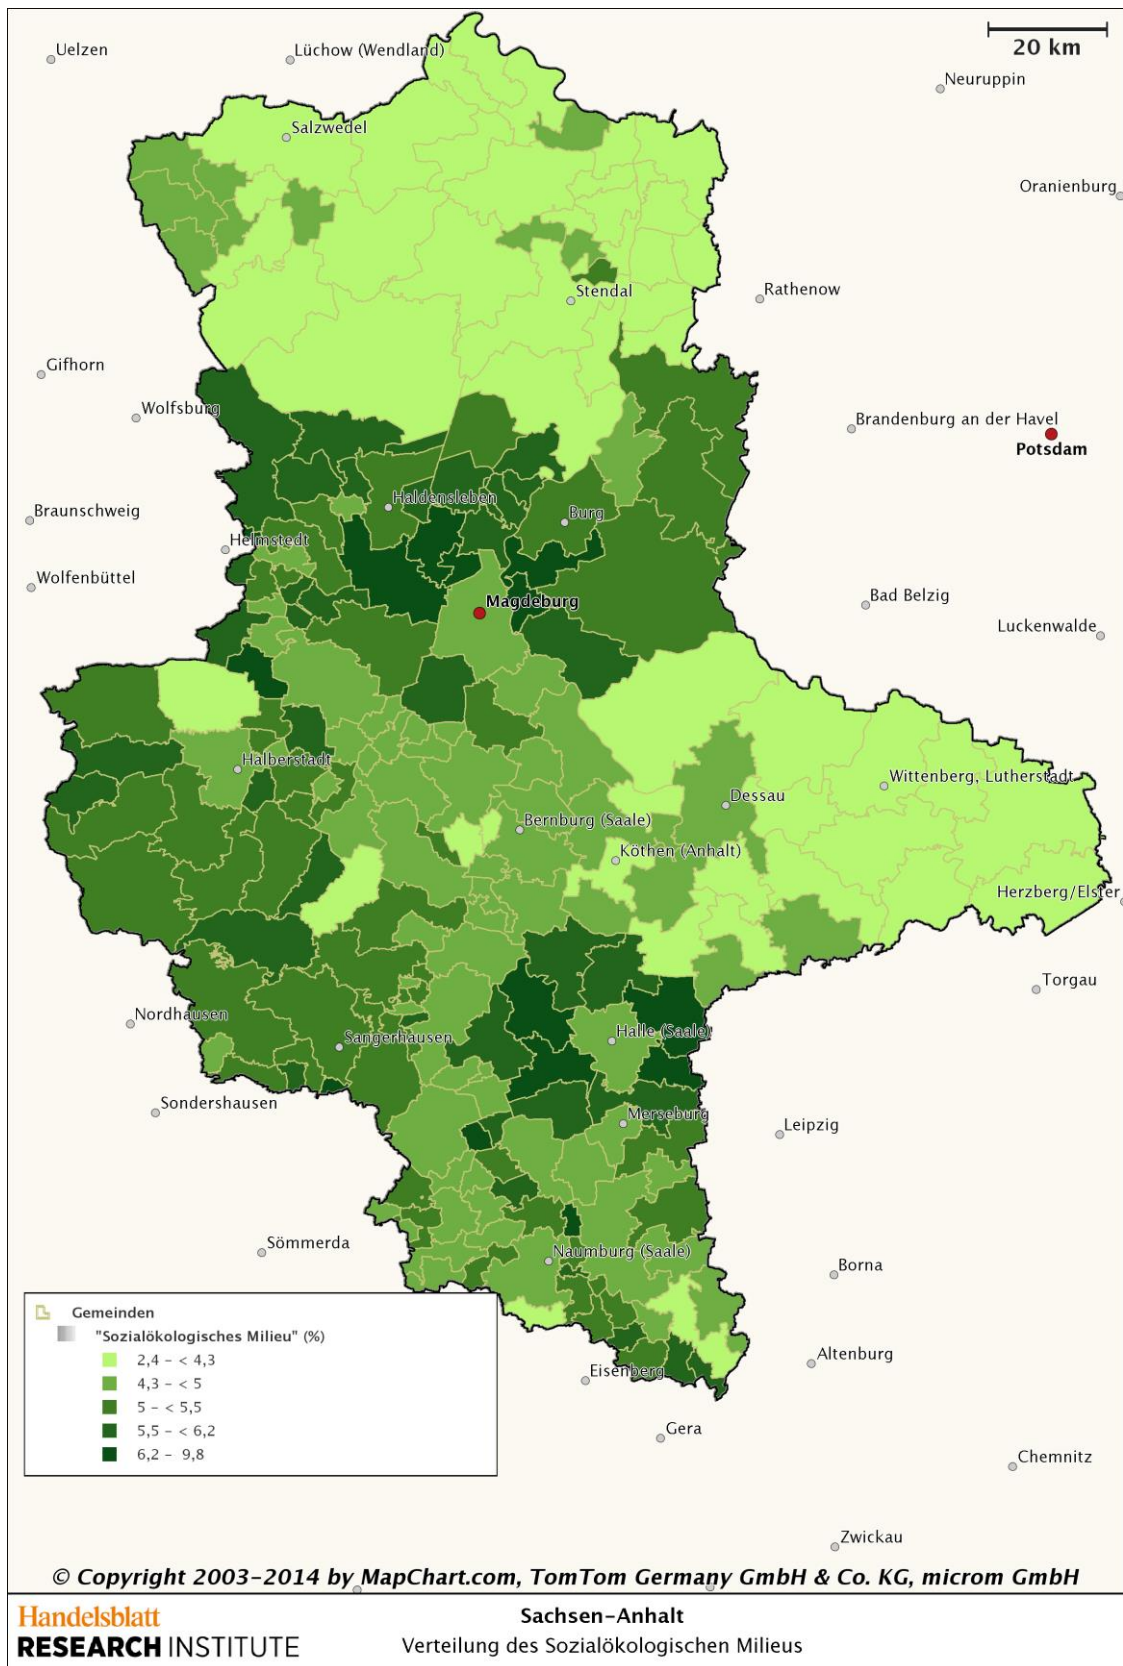 20 km
Uelzen
Lüchow (Wendland)
Neuruppin
Salzwedel
Oranienburg
Rathenow
Stendal
Gifhorn
Wolfsburg
Brandenburg an der Havel
Potsdam
Haldensleben
Braunschweig
Burg
Helmstedt
Wolfenbüttel
Magdeburg
Bad Belzig
Luckenwalde
Halberstadt
Wittenberg, Lutherstadt
Dessau
Bernburg (Saale)
Köthen (Anhalt)
Herzberg/Elster
Torgau
Nordhausen
Halle (Saale)
Sangerhausen
Sondershausen
Merseburg
Leipzig
Sömmerda
Naumburg (Saale)
Borna
Gemeinden
"Sozialökologisches Milieu" (%)
2,4 - < 4,3
4,3 - < 5
5 - < 5,5
5,5 - < 6,2
6,2 - 9,8
Altenburg
Eisenberg
Gera
Chemnitz
Zwickau
© Copyright 2003-2014 by MapChart.com, TomTom Germany GmbH & Co. KG, microm GmbH
Handelsblatt
RESEARCH INSTITUTE
Sachsen-Anhalt
Verteilung des Sozialökologischen Milieus